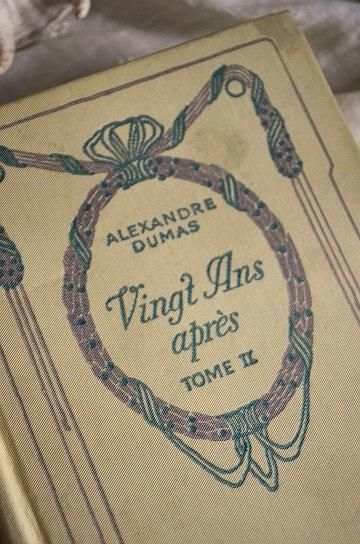 ALEXANDRE
DUMAS
Vingt Ans
après
TOME II